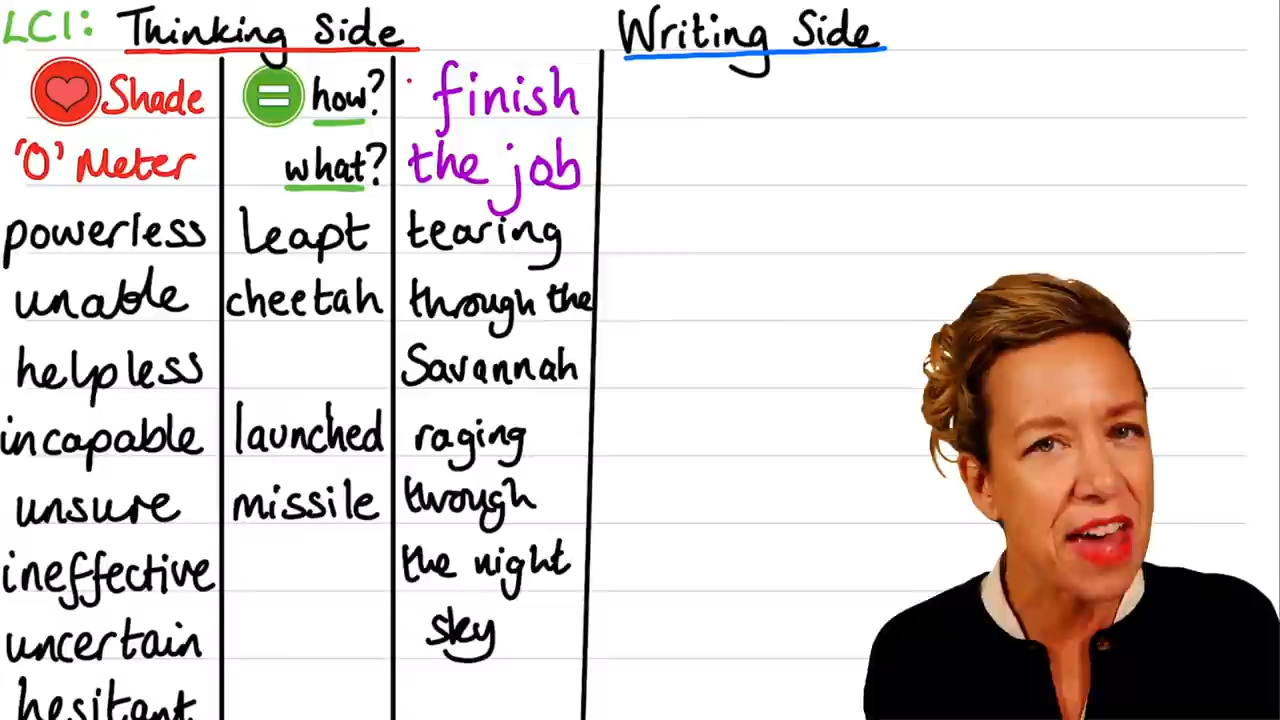 LC1: Thinking Side
Writing Side
Shade
'O' Meter
how?
what?
finish
the job
powerless
unable
helpless
incapable
unsure
ineffective
uncertain
hesitant
leapt
cheetah
launched
missile
tearing
through the
Savannah
raging
through
the night
sky